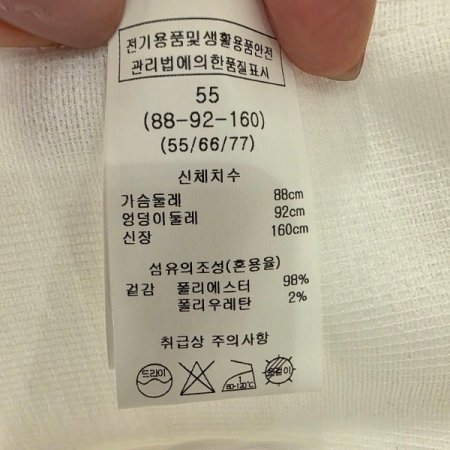 전기용품및생활용품안전
관리법에의한품질표시
55
(88-92-160)
(55/66/77)
신체치수
가슴둘레 88cm
엉덩이둘레 92cm
신장 160cm
섬유의조성(혼용율)
겉감 폴리에스터 98%
폴리우레탄 2%
취급상 주의사항
드라이 1 80-120℃ 옷걸이